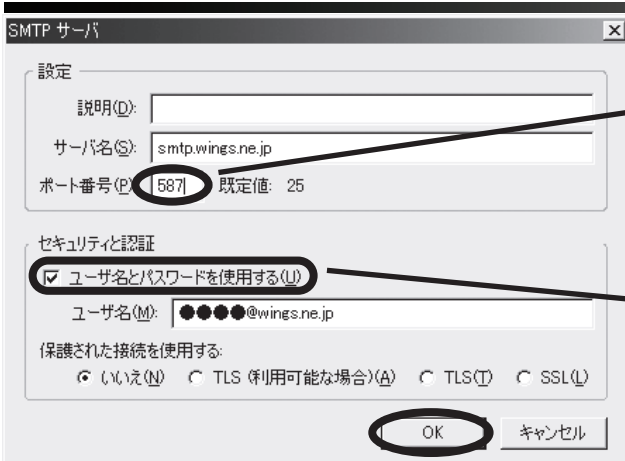 SMTP サーバ
設定
説明(D):
サーバ名(S): smtp.wings.ne.jp
ポート番号(P 587 既定値: 25
セキュリティと認証
ユーザ名とパスワードを使用する(U)
ユーザ名(M): ●●●●@wings.ne.jp
保護された接続を使用する:
いいえ(N) TLS (利用可能な場合)(A) TLS(T) SSL(L)
OK キャンセル